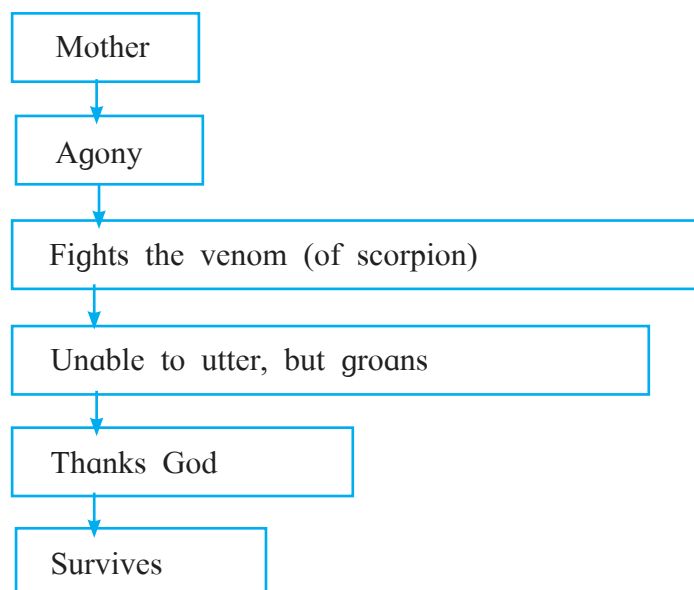 Mother
Agony
Fights the venom (of scorpion)
Unable to utter, but groans
Thanks God
Survives